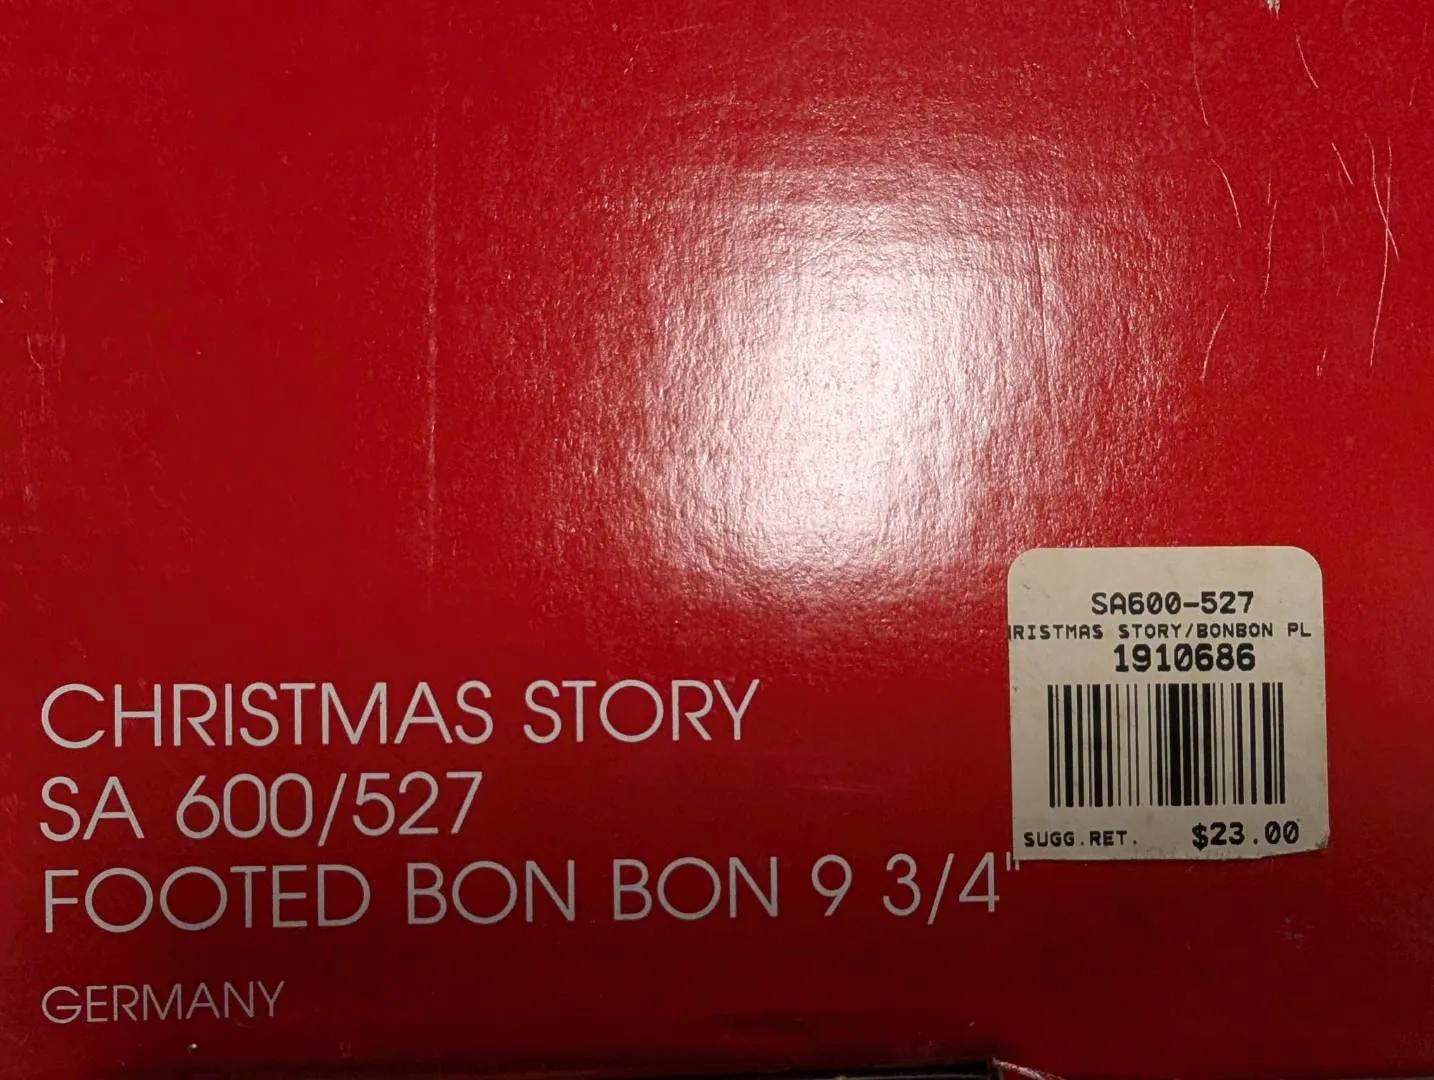 CHRISTMAS STORY
SA 600/527
FOOTED BON BON 9 3/4"
GERMANY
SA600-527
RISTMAS STORY/BONBON PL
1910686
SUGG.RET. $23.00